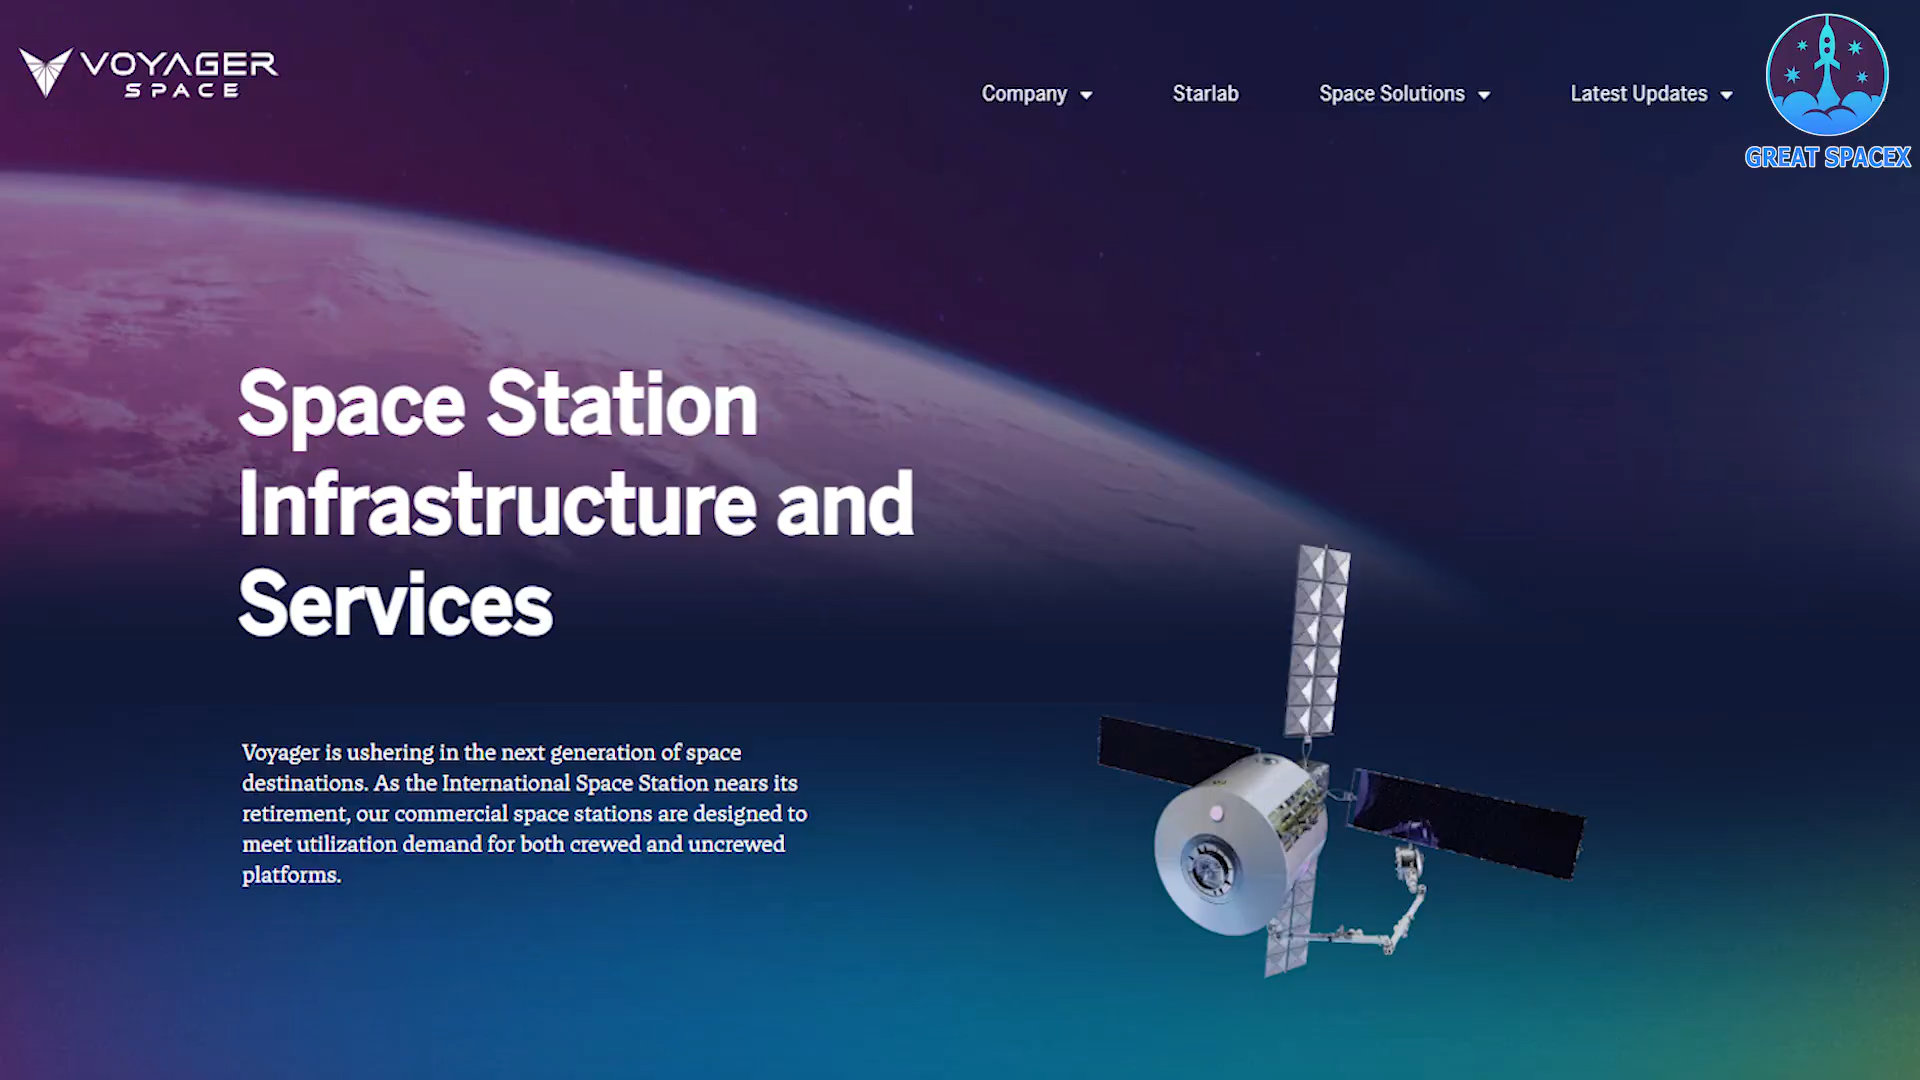 VOYAGER
SPACE
Company
Starlab
Space Solutions
Latest Updates
GREAT SPACEX
Space Station
Infrastructure and
Services
Voyager is ushering in the next generation of space
destinations. As the International Space Station nears its
retirement, our commercial space stations are designed to
meet utilization demand for both crewed and uncrewed
platforms.